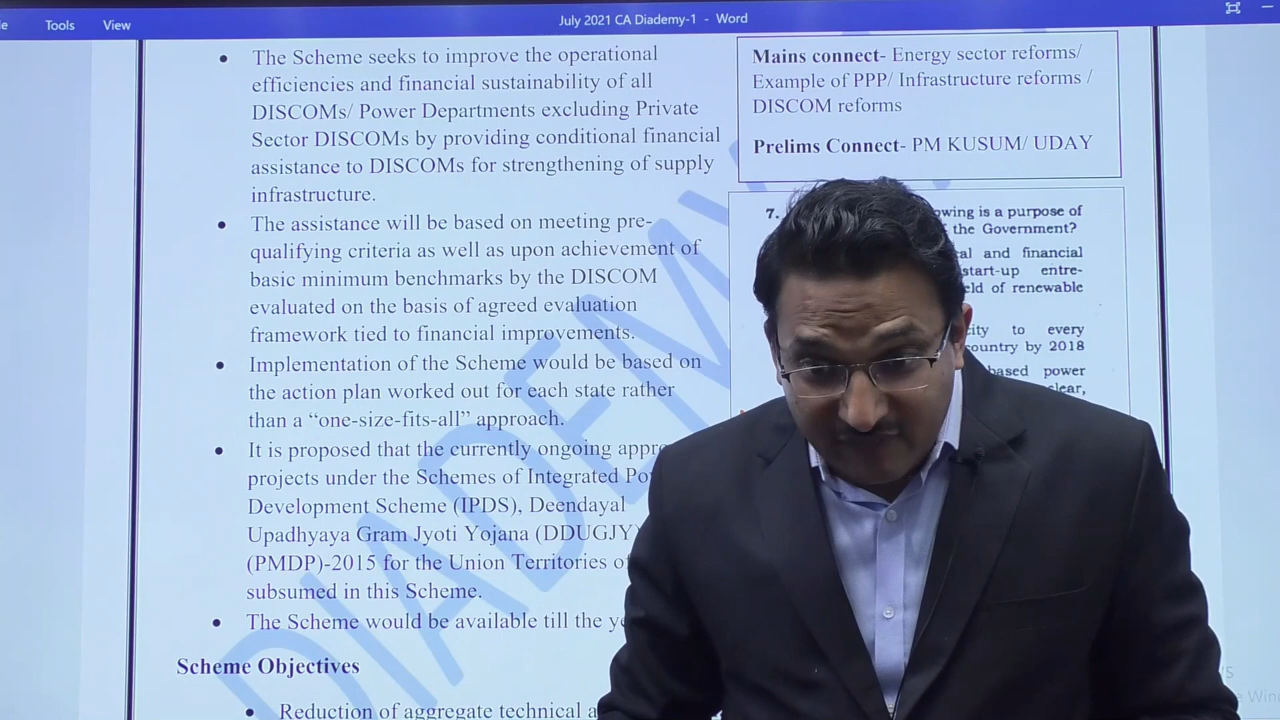 e Tools View
July 2021 CA Diademy-1 - Word
• The Scheme seeks to improve the operational
efficiencies and financial sustainability of all
DISCOMs/ Power Departments excluding Private
Sector DISCOMs by providing conditional financial
assistance to DISCOMs for strengthening of supply
infrastructure.
• The assistance will be based on meeting pre-
qualifying criteria as well as upon achievement of
basic minimum benchmarks by the DISCOM
evaluated on the basis of agreed evaluation
framework tied to financial improvements.
• Implementation of the Scheme would be based on
the action plan worked out for each state rather
than a “one-size-fits-all” approach.
• It is proposed that the currently ongoing appro
projects under the Schemes of Integrated Po
Development Scheme (IPDS), Deendayal
Upadhyaya Gram Jyoti Yojana (DDUGJY)
(PMDP)-2015 for the Union Territories of
subsumed in this Scheme.
• The Scheme would be available till the ye
Scheme Objectives
• Reduction of aggregate technical a
Mains connect- Energy sector reforms/
Example of PPP/ Infrastructure reforms /
DISCOM reforms
Prelims Connect- PM KUSUM/ UDAY
7. owing is a purpose of
the Government?
cal and financial
start-up entre-
eld of renewable
city to every
country by 2018
based power
clear,
DIADEMY